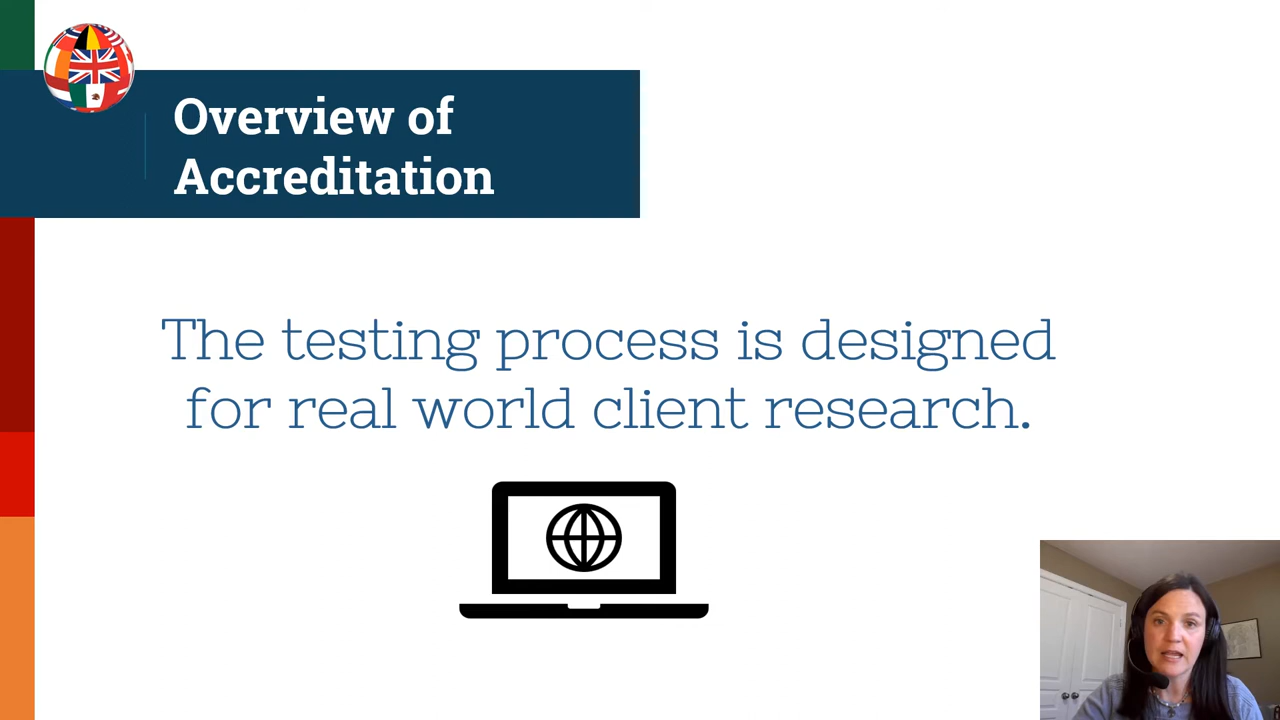 Overview of
Accreditation
The testing process is designed
for real world client research.